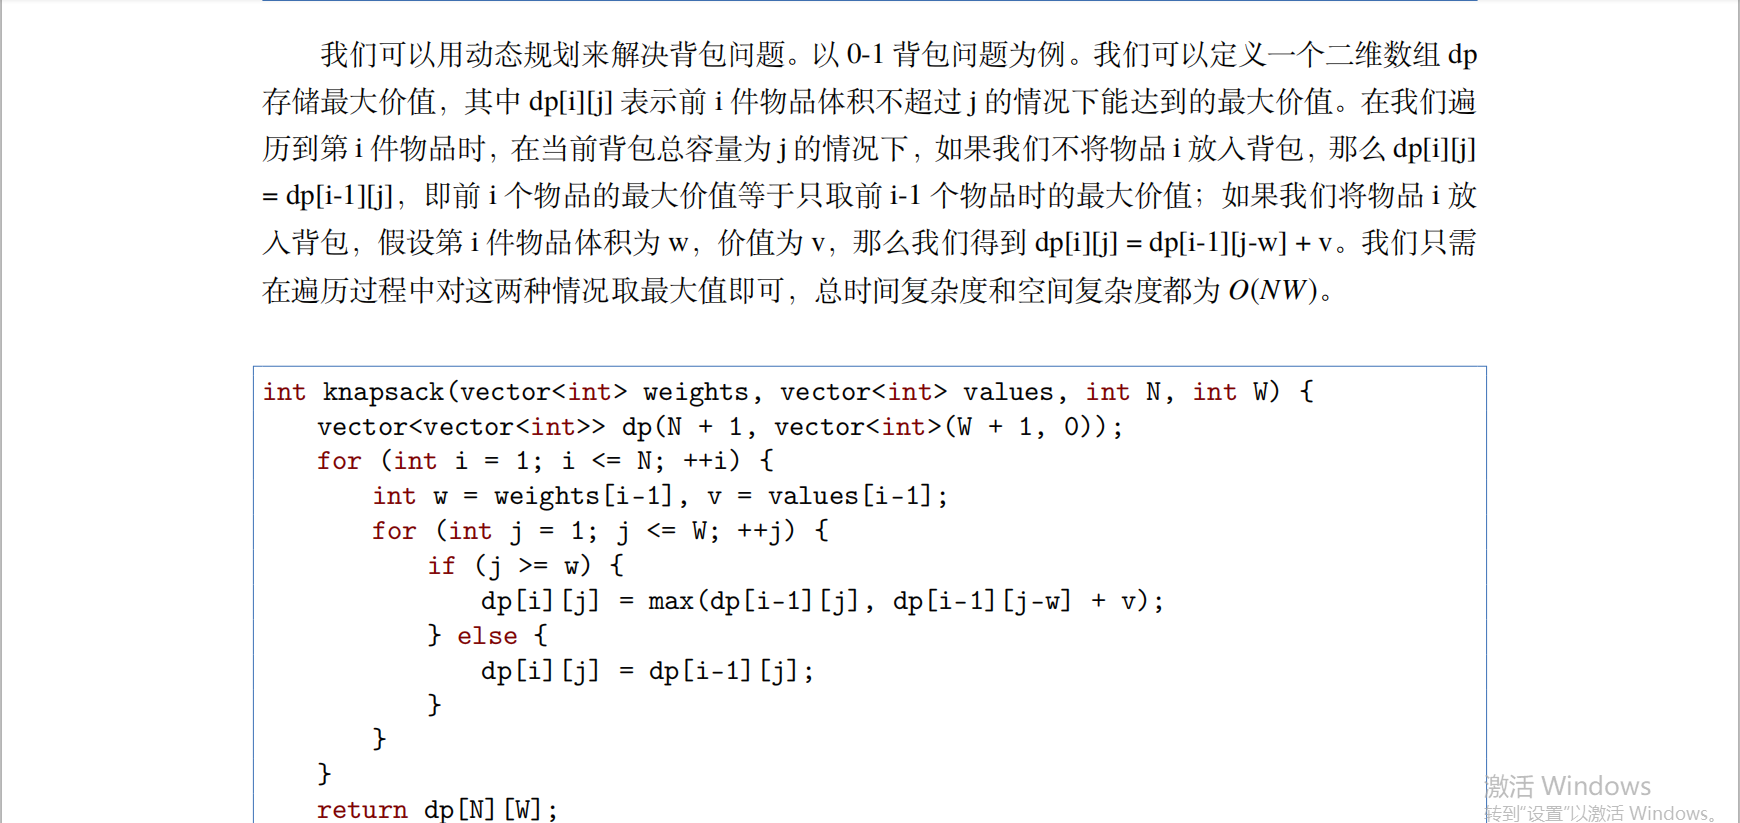 我们可以用动态规划来解决背包问题。以 0-1 背包问题为例。我们可以定义一个二维数组 dp
存储最大价值，其中 dp[i][j] 表示前 i 件物品体积不超过 j 的情况下能达到的最大价值。在我们遍
历到第 i 件物品时，在当前背包总容量为 j 的情况下，如果我们不将物品 i 放入背包，那么 dp[i][j]
= dp[i-1][j]，即前 i 个物品的最大价值等于只取前 i-1 个物品时的最大价值；如果我们将物品 i 放
入背包，假设第 i 件物品体积为 w，价值为 v，那么我们得到 dp[i][j] = dp[i-1][j-w] + v。我们只需
在遍历过程中对这两种情况取最大值即可，总时间复杂度和空间复杂度都为 O(NW)。
int knapsack(vector<int> weights, vector<int> values, int N, int W) {
    vector<vector<int>> dp(N + 1, vector<int>(W + 1, 0));
    for (int i = 1; i <= N; ++i) {
        int w = weights[i-1], v = values[i-1];
        for (int j = 1; j <= W; ++j) {
            if (j >= w) {
                dp[i][j] = max(dp[i-1][j], dp[i-1][j-w] + v);
            } else {
                dp[i][j] = dp[i-1][j];
            }
        }
    }
    return dp[N][W];
激活 Windows
转到“设置”以激活 Windows。